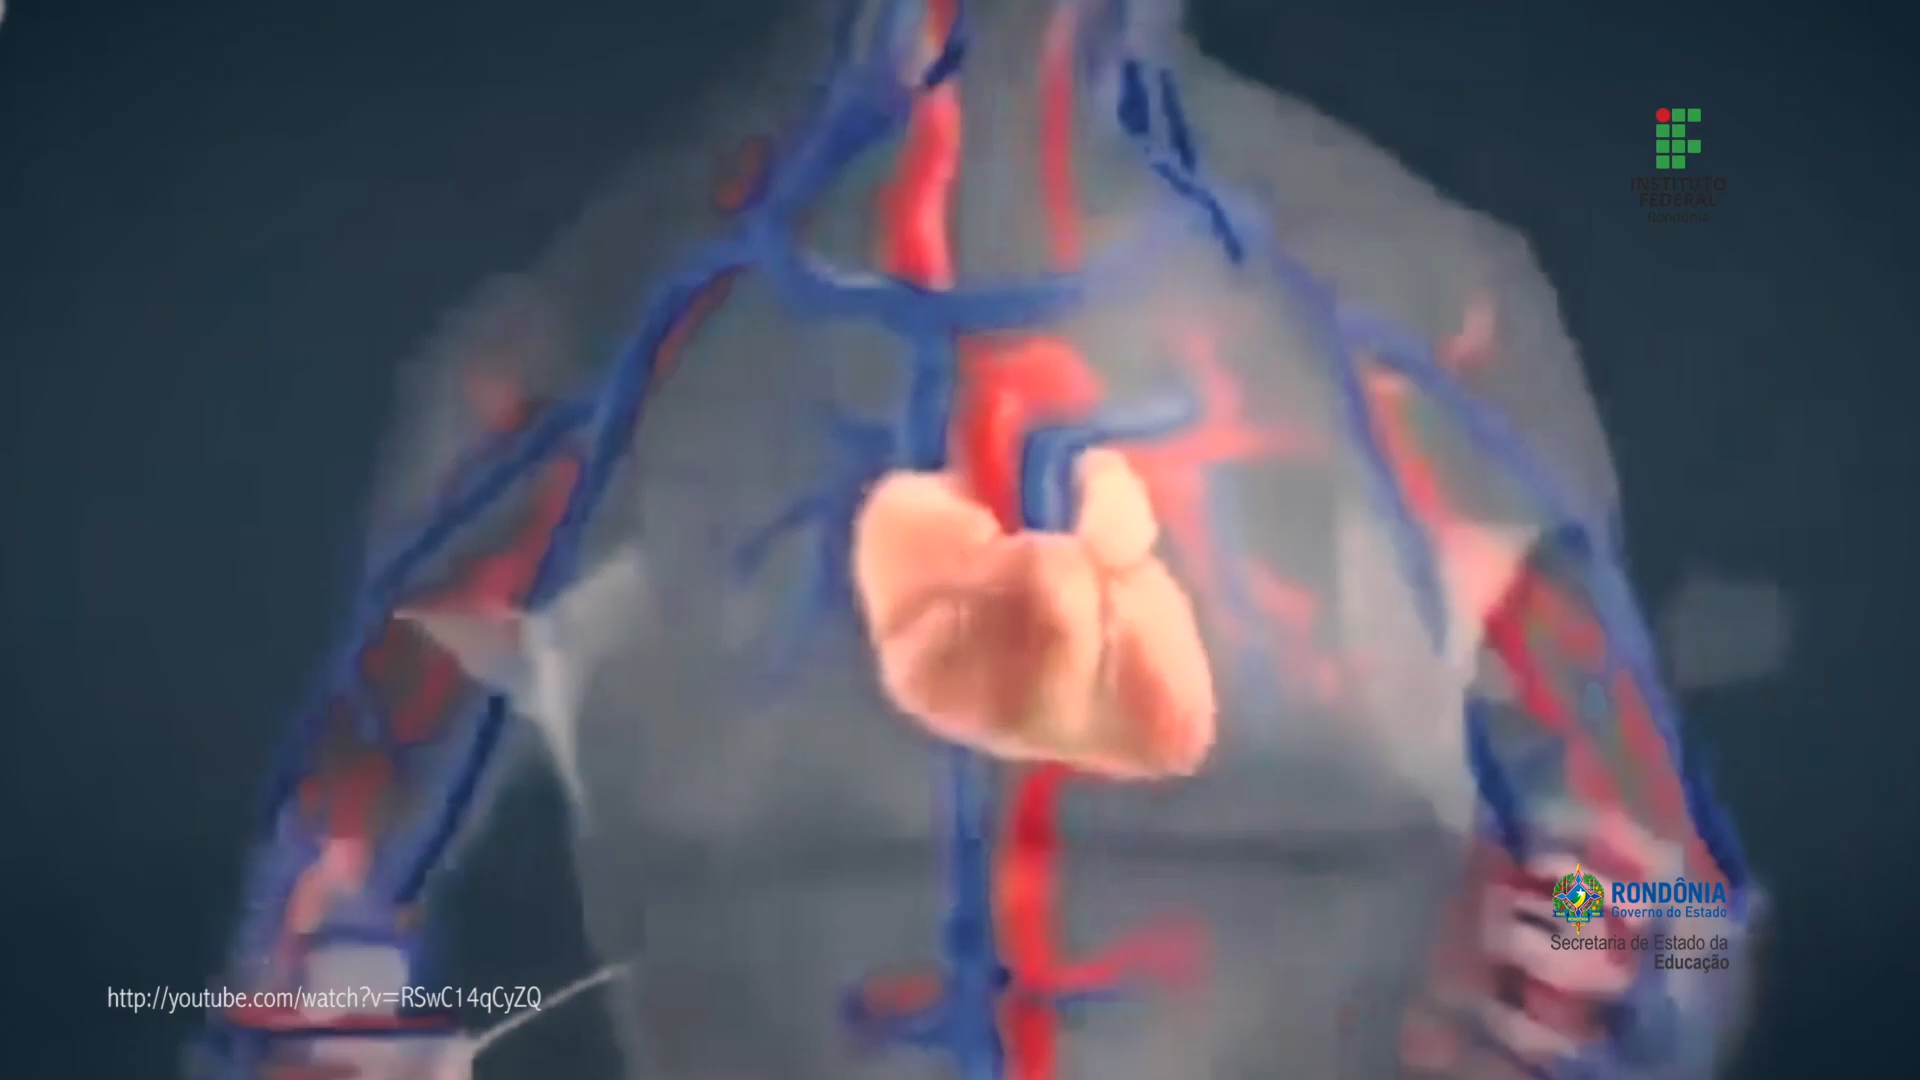 INSTITUTO
FEDERAL
Rondônia
RONDÔNIA
Governo do Estado
Secretaria de Estado da
Educação
http://youtube.com/watch?v=RSwC14qCyZQ